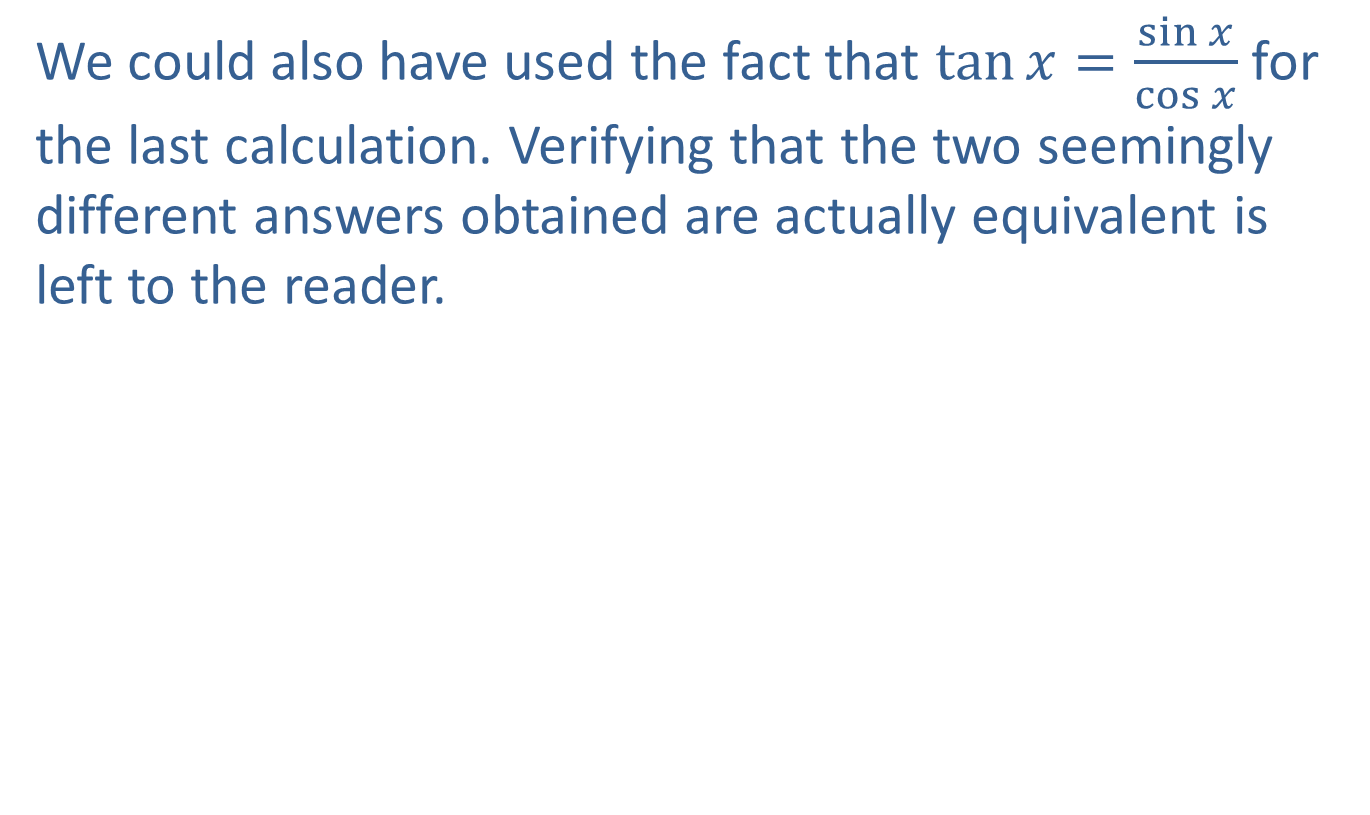 We could also have used the fact that tan x = sin x / cos x for
the last calculation. Verifying that the two seemingly
different answers obtained are actually equivalent is
left to the reader.